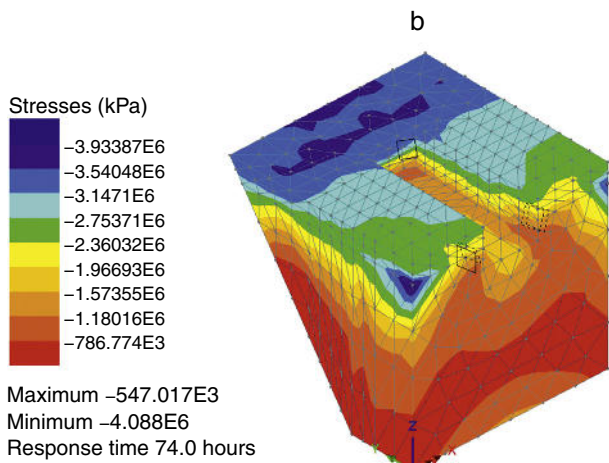 b
Stresses (kPa)
−3.93387E6
−3.54048E6
−3.1471E6
−2.75371E6
−2.36032E6
−1.96693E6
−1.57355E6
−1.18016E6
−786.774E3
Maximum −547.017E3
Minimum −4.088E6
Response time 74.0 hours
Z
X
Y